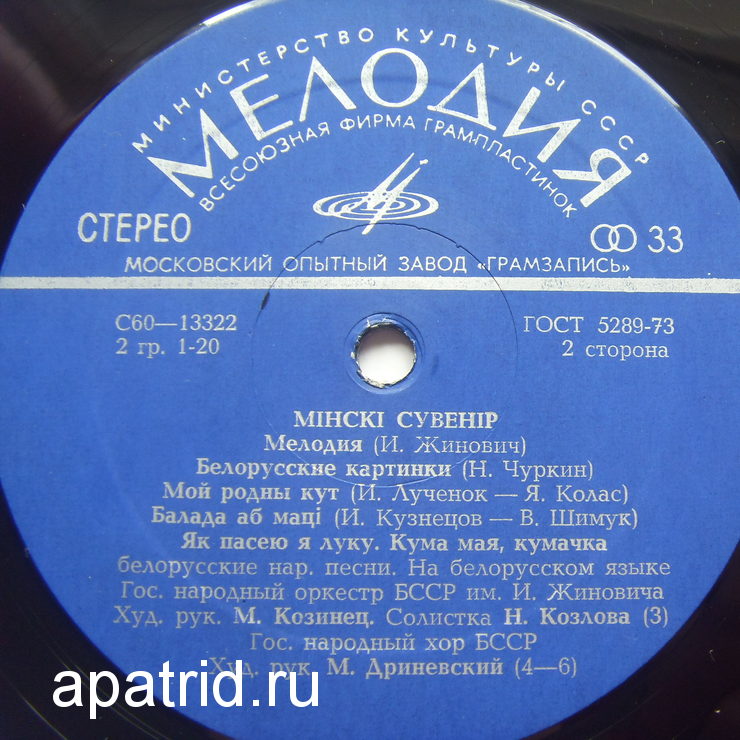 МИНИСТЕРСТВО КУЛЬТУРЫ СССР
МЕЛОДИЯ
ВСЕСОЮЗНАЯ ФИРМА ГРАМПЛАСТИНОК
СТЕРЕО
33
МОСКОВСКИЙ ОПЫТНЫЙ ЗАВОД «ГРАМЗАПИСЬ»
С60—13322
ГОСТ 5289-73
2 гр. 1-20
2 сторона
МІНСКІ СУВЕНІР
Мелодия (И. Жинович)
Белорусские картинки (Н. Чуркин)
Мой родны кут (И. Лученок — Я. Колас)
Балада аб маці (И. Кузнецов — В. Шимук)
Як пасею я луку. Кума мая, кумачка
белорусские нар. песни. На белорусском языке
Гос. народный оркестр БССР им. И. Жиновича
Худ. рук. М. Козинец. Солистка Н. Козлова (3)
Гос. народный хор БССР
Худ. рук. М. Дриневский (4—6)
apatrid.ru